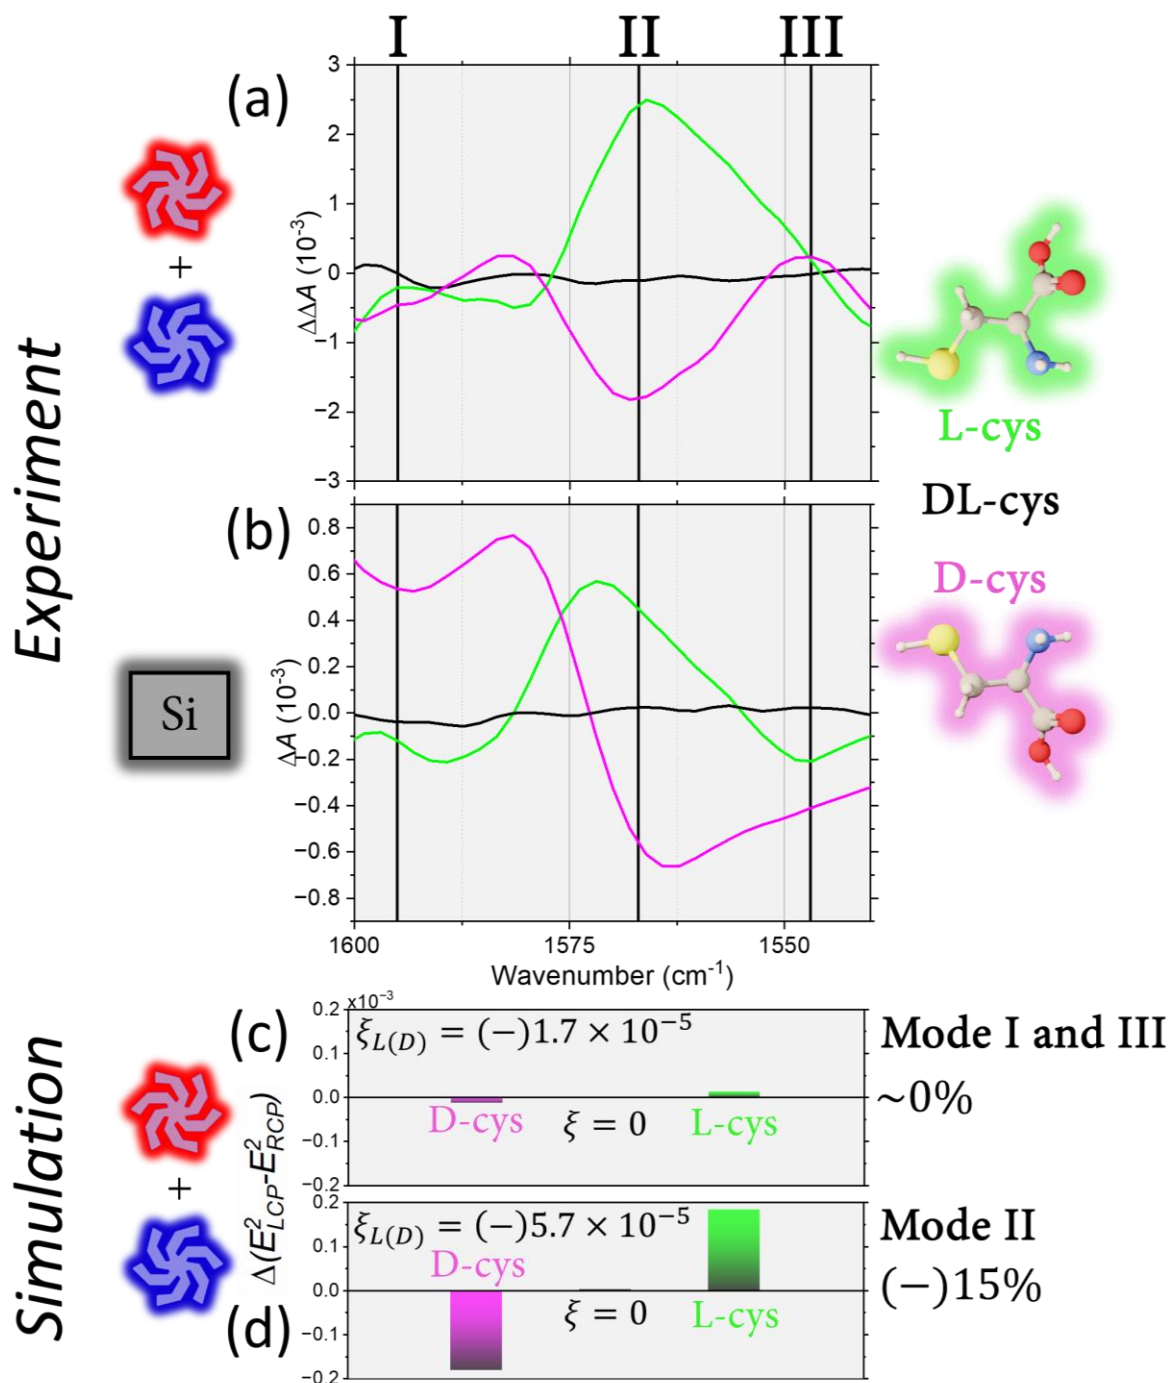 I II III
(a)
3
2
1
0
−1
−2
−3
ΔΔA (10⁻³)
+
L-cys
DL-cys
D-cys
Experiment
(b)
0.8
0.6
0.4
0.2
0.0
−0.2
−0.4
−0.6
−0.8
ΔA (10⁻³)
Si
1600 1575 1550
Wavenumber (cm⁻¹)
Simulation
(c)
x10⁻³
0.2
0.1
0.0
−0.1
−0.2
ξ_L(D) = (−)1.7 × 10⁻⁵
D-cys ξ = 0 L-cys
Mode I and III
~0%
+
Δ(E²_LCP-E²_RCP)
(d)
0.2
0.1
0.0
−0.1
−0.2
ξ_L(D) = (−)5.7 × 10⁻⁵
D-cys
ξ = 0 L-cys
Mode II
(−)15%